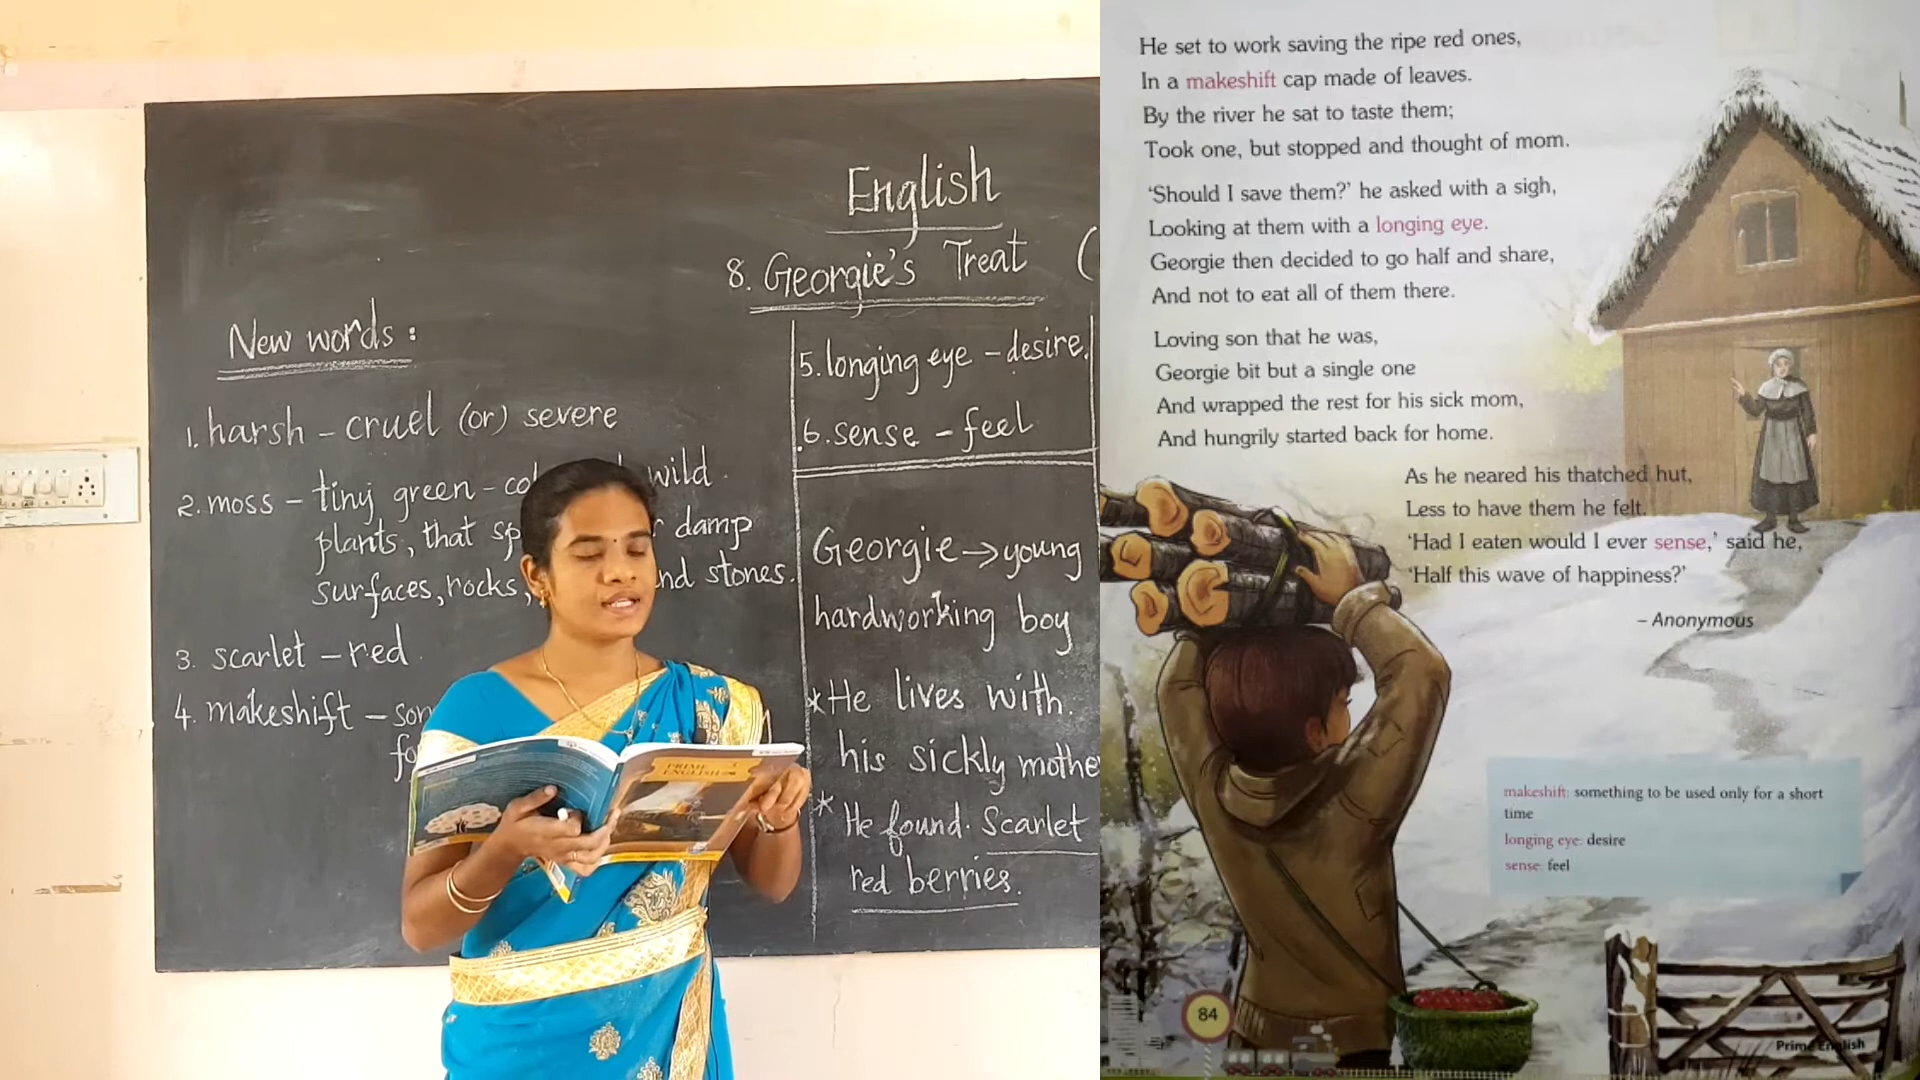 English
8. Georgie's Treat (
New words :
1. harsh – cruel (or) severe
2. moss – tiny green - wild
plants, that damp
surfaces, rocks, stones.
3. scarlet – red
4. makeshift –
5. longing eye – desire.
6. sense – feel
Georgie → young
hardworking boy
*He lives with.
his sickly
* He found. Scarlet
red berries.
PRIME
ENGLISH
He set to work saving the ripe red ones,
In a makeshift cap made of leaves.
By the river he sat to taste them;
Took one, but stopped and thought of mom.
‘Should I save them?’ he asked with a sigh,
Looking at them with a longing eye.
Georgie then decided to go half and share,
And not to eat all of them there.
Loving son that he was,
Georgie bit but a single one
And wrapped the rest for his sick mom,
And hungrily started back for home.
As he neared his thatched hut,
Less to have them he felt.
‘Had I eaten would I ever sense,’ said he,
‘Half this wave of happiness?’
– Anonymous
makeshift: something to be used only for a short
time
longing eye: desire
sense: feel
84
Prime English